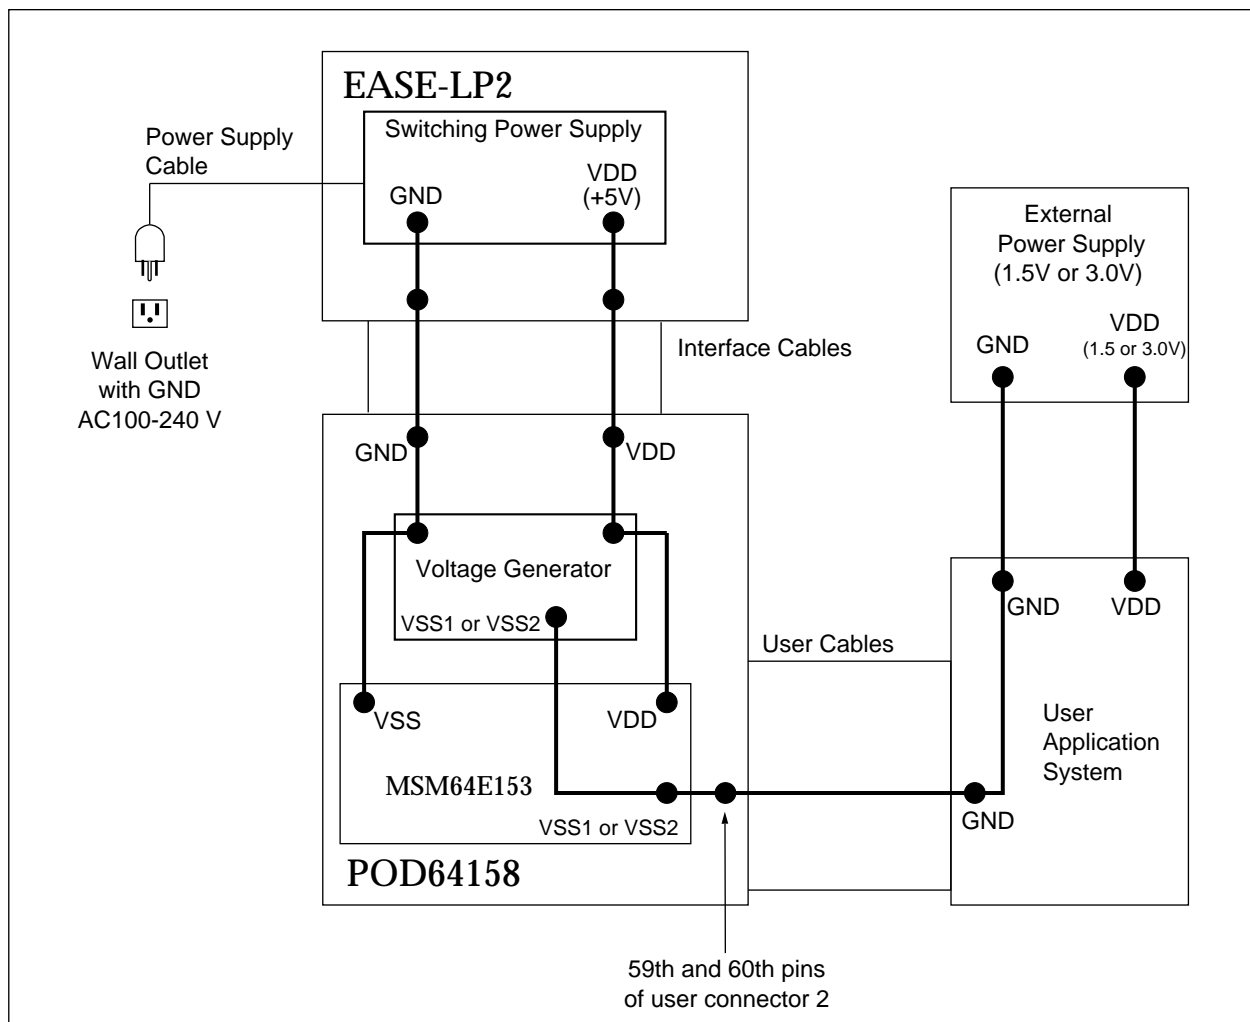 EASE-LP2
Switching Power Supply
Power Supply
Cable
GND
VDD
(+5V)
Wall Outlet
with GND
AC100-240 V
External
Power Supply
(1.5V or 3.0V)
GND
VDD
(1.5 or 3.0V)
Interface Cables
GND
VDD
Voltage Generator
VSS1 or VSS2
GND
VDD
User Cables
VSS
VDD
MSM64E153
VSS1 or VSS2
User
Application
System
GND
POD64158
59th and 60th pins
of user connector 2